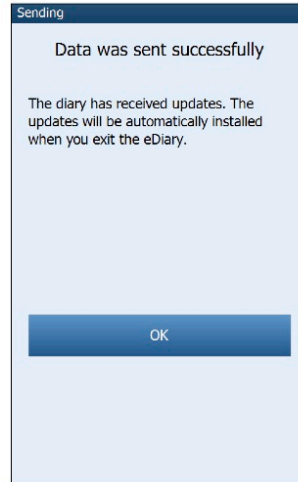 Sending
Data was sent successfully
The diary has received updates. The
updates will be automatically installed
when you exit the eDiary.
OK